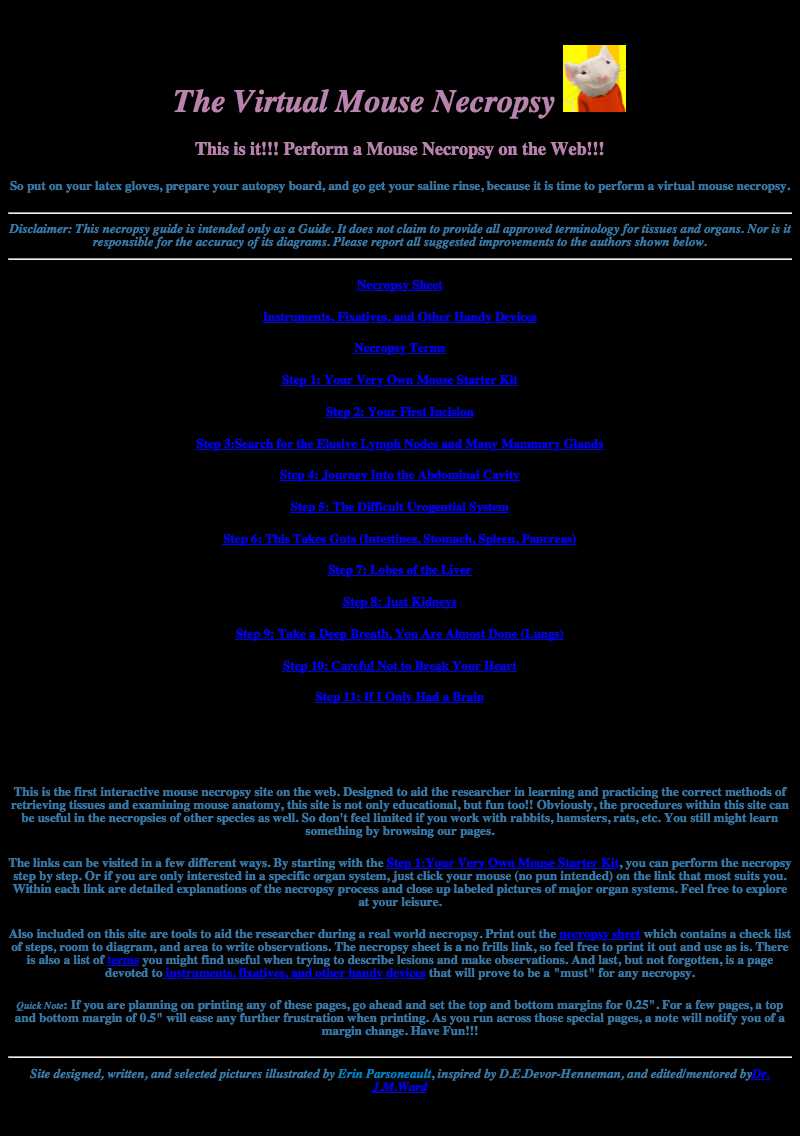 The Virtual Mouse Necropsy
This is it!!! Perform a Mouse Necropsy on the Web!!!
So put on your latex gloves, prepare your autopsy board, and go get your saline rinse, because it is time to perform a virtual mouse necropsy.
Disclaimer: This necropsy guide is intended only as a Guide. It does not claim to provide all approved terminology for tissues and organs. Nor is it
responsible for the accuracy of its diagrams. Please report all suggested improvements to the authors shown below.
Necropsy Sheet
Instruments, Fixatives, and Other Handy Devices
Necropsy Terms
Step 1: Your Very Own Mouse Starter Kit
Step 2: Your First Incision
Step 3:Search for the Elusive Lymph Nodes and Many Mammary Glands
Step 4: Journey Into the Abdominal Cavity
Step 5: The Difficult Urogential System
Step 6: This Takes Guts (Intestines, Stomach, Spleen, Pancreas)
Step 7: Lobes of the Liver
Step 8: Just Kidneys
Step 9: Take a Deep Breath, You Are Almost Done (Lungs)
Step 10: Careful Not to Break Your Heart
Step 11: If I Only Had a Brain
This is the first interactive mouse necropsy site on the web. Designed to aid the researcher in learning and practicing the correct methods of
retrieving tissues and examining mouse anatomy, this site is not only educational, but fun too!! Obviously, the procedures within this site can
be useful in the necropsies of other species as well. So don't feel limited if you work with rabbits, hamsters, rats, etc. You still might learn
something by browsing our pages.
The links can be visited in a few different ways. By starting with the Step 1:Your Very Own Mouse Starter Kit, you can perform the necropsy
step by step. Or if you are only interested in a specific organ system, just click your mouse (no pun intended) on the link that most suits you.
Within each link are detailed explanations of the necropsy process and close up labeled pictures of major organ systems. Feel free to explore
at your leisure.
Also included on this site are tools to aid the researcher during a real world necropsy. Print out the necropsy sheet which contains a check list
of steps, room to diagram, and area to write observations. The necropsy sheet is a no frills link, so feel free to print it out and use as is. There
is also a list of terms you might find useful when trying to describe lesions and make observations. And last, but not forgotten, is a page
devoted to instruments, fixatives, and other handy devices that will prove to be a "must" for any necropsy.
Quick Note: If you are planning on printing any of these pages, go ahead and set the top and bottom margins for 0.25". For a few pages, a top
and bottom margin of 0.5" will ease any further frustration when printing. As you run across those special pages, a note will notify you of a
margin change. Have Fun!!!
Site designed, written, and selected pictures illustrated by Erin Parsoneault, inspired by D.E.Devor-Henneman, and edited/mentored byDr.
J.M.Ward